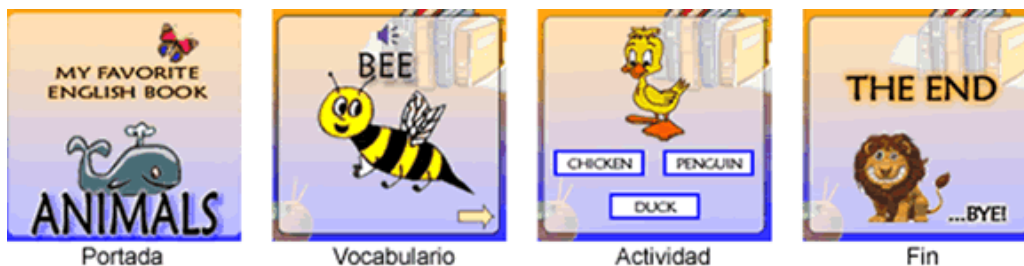 MY FAVORITE
ENGLISH BOOK
ANIMALS
Portada
BEE
Vocabulario
CHICKEN
PENGUIN
DUCK
Actividad
THE END
...BYE!
Fin